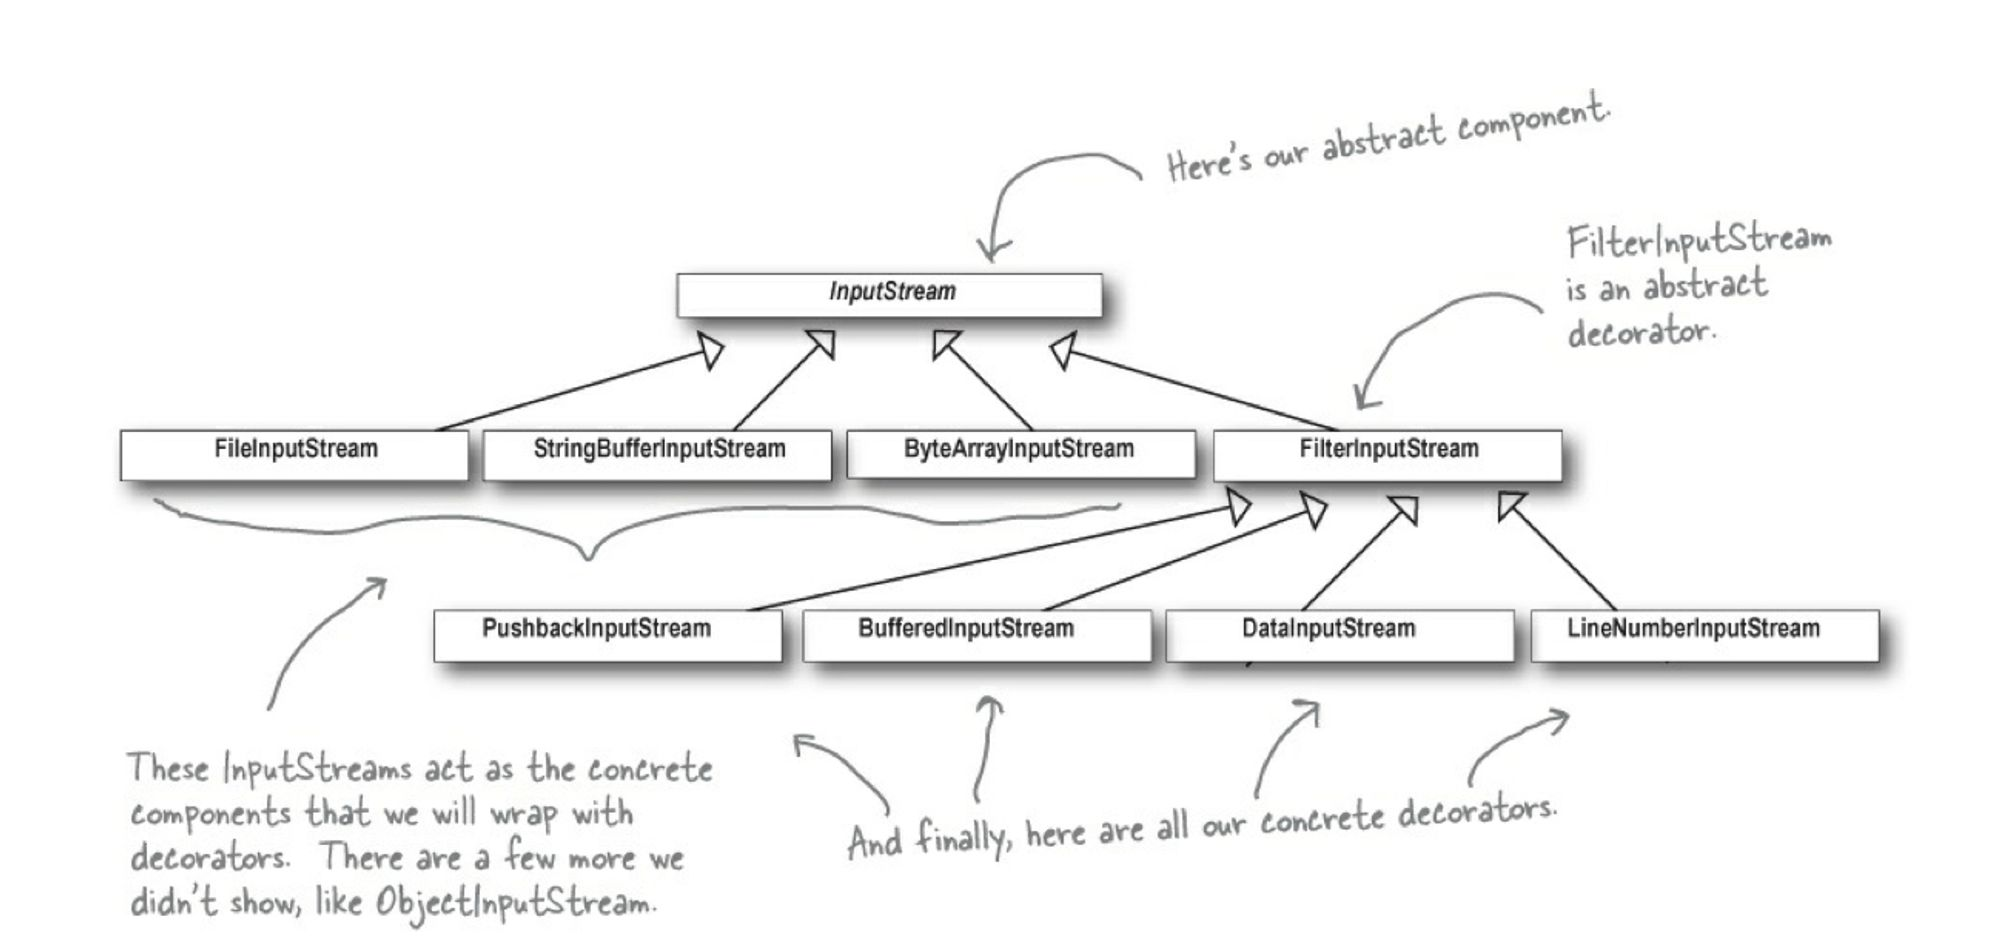 Here's our abstract component.
FilterInputStream
is an abstract
decorator.
InputStream
FileInputStream
StringBufferInputStream
ByteArrayInputStream
FilterInputStream
PushbackInputStream
BufferedInputStream
DataInputStream
LineNumberInputStream
These InputStreams act as the concrete
components that we will wrap with
decorators. There are a few more we
didn't show, like ObjectInputStream.
And finally, here are all our concrete decorators.